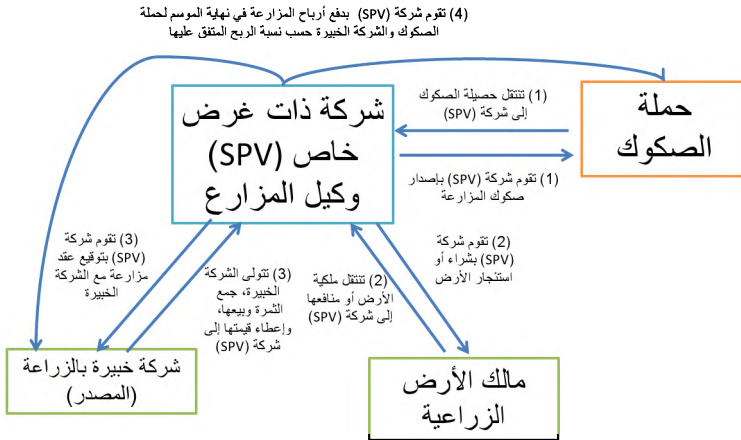 (4) تقوم شركة (SPV) بدفع أرباح المزارعة في نهاية الموسم لحملة
الصكوك والشركة الخبيرة حسب نسبة الربح المتفق عليها
حملة
الصكوك
(1) تنتقل حصيلة الصكوك
إلى شركة (SPV)
(1) تقوم شركة (SPV) بإصدار
صكوك المزارعة
شركة ذات غرض
خاص (SPV)
وكيل المزارع
(2) تقوم شركة
(SPV) بشراء أو
استئجار الأرض
(2) تنتقل ملكية
الأرض أو منافعها
إلى شركة (SPV)
(3) تتولى الشركة
الخبيرة، جمع
الثمرة وبيعها،
وإعطاء قيمتها إلى
شركة (SPV)
(3) تقوم شركة
(SPV) بتوقيع عقد
مزارعة مع الشركة
الخبيرة
مالك الأرض
الزراعية
شركة خبيرة بالزراعة
(المصدر)